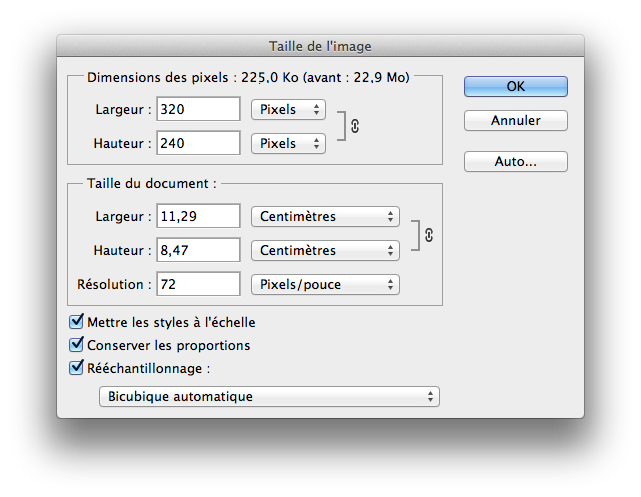 Taille de l'image
Dimensions des pixels : 225,0 Ko (avant : 22,9 Mo)
Largeur : 320 Pixels
Hauteur : 240 Pixels
OK
Annuler
Auto...
Taille du document :
Largeur : 11,29 Centimètres
Hauteur : 8,47 Centimètres
Résolution : 72 Pixels/pouce
Mettre les styles à l'échelle
Conserver les proportions
Rééchantillonnage :
Bicubique automatique